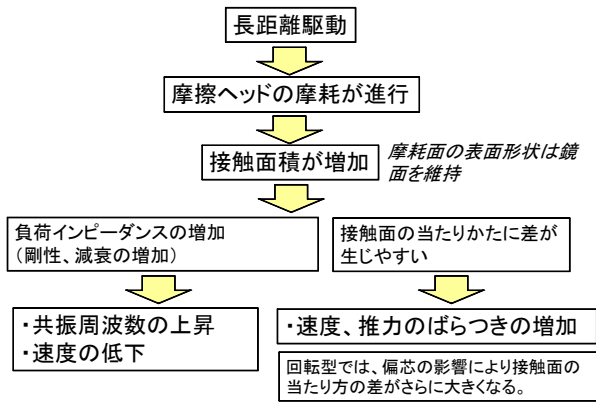 長距離駆動
摩擦ヘッドの摩耗が進行
接触面積が増加
摩耗面の表面形状は鏡
面を維持
負荷インピーダンスの増加
(剛性、減衰の増加)
接触面の当たりかたに差が
生じやすい
・共振周波数の上昇
・速度の低下
・速度、推力のばらつきの増加
回転型では、偏芯の影響により接触面の
当たり方の差がさらに大きくなる。